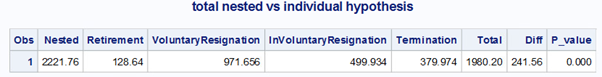 total nested vs individual hypothesis
Obs Nested Retirement VoluntaryResignation InVoluntaryResignation Termination Total Diff P_value
1 2221.76 128.64 971.656 499.934 379.974 1980.20 241.56 0.000